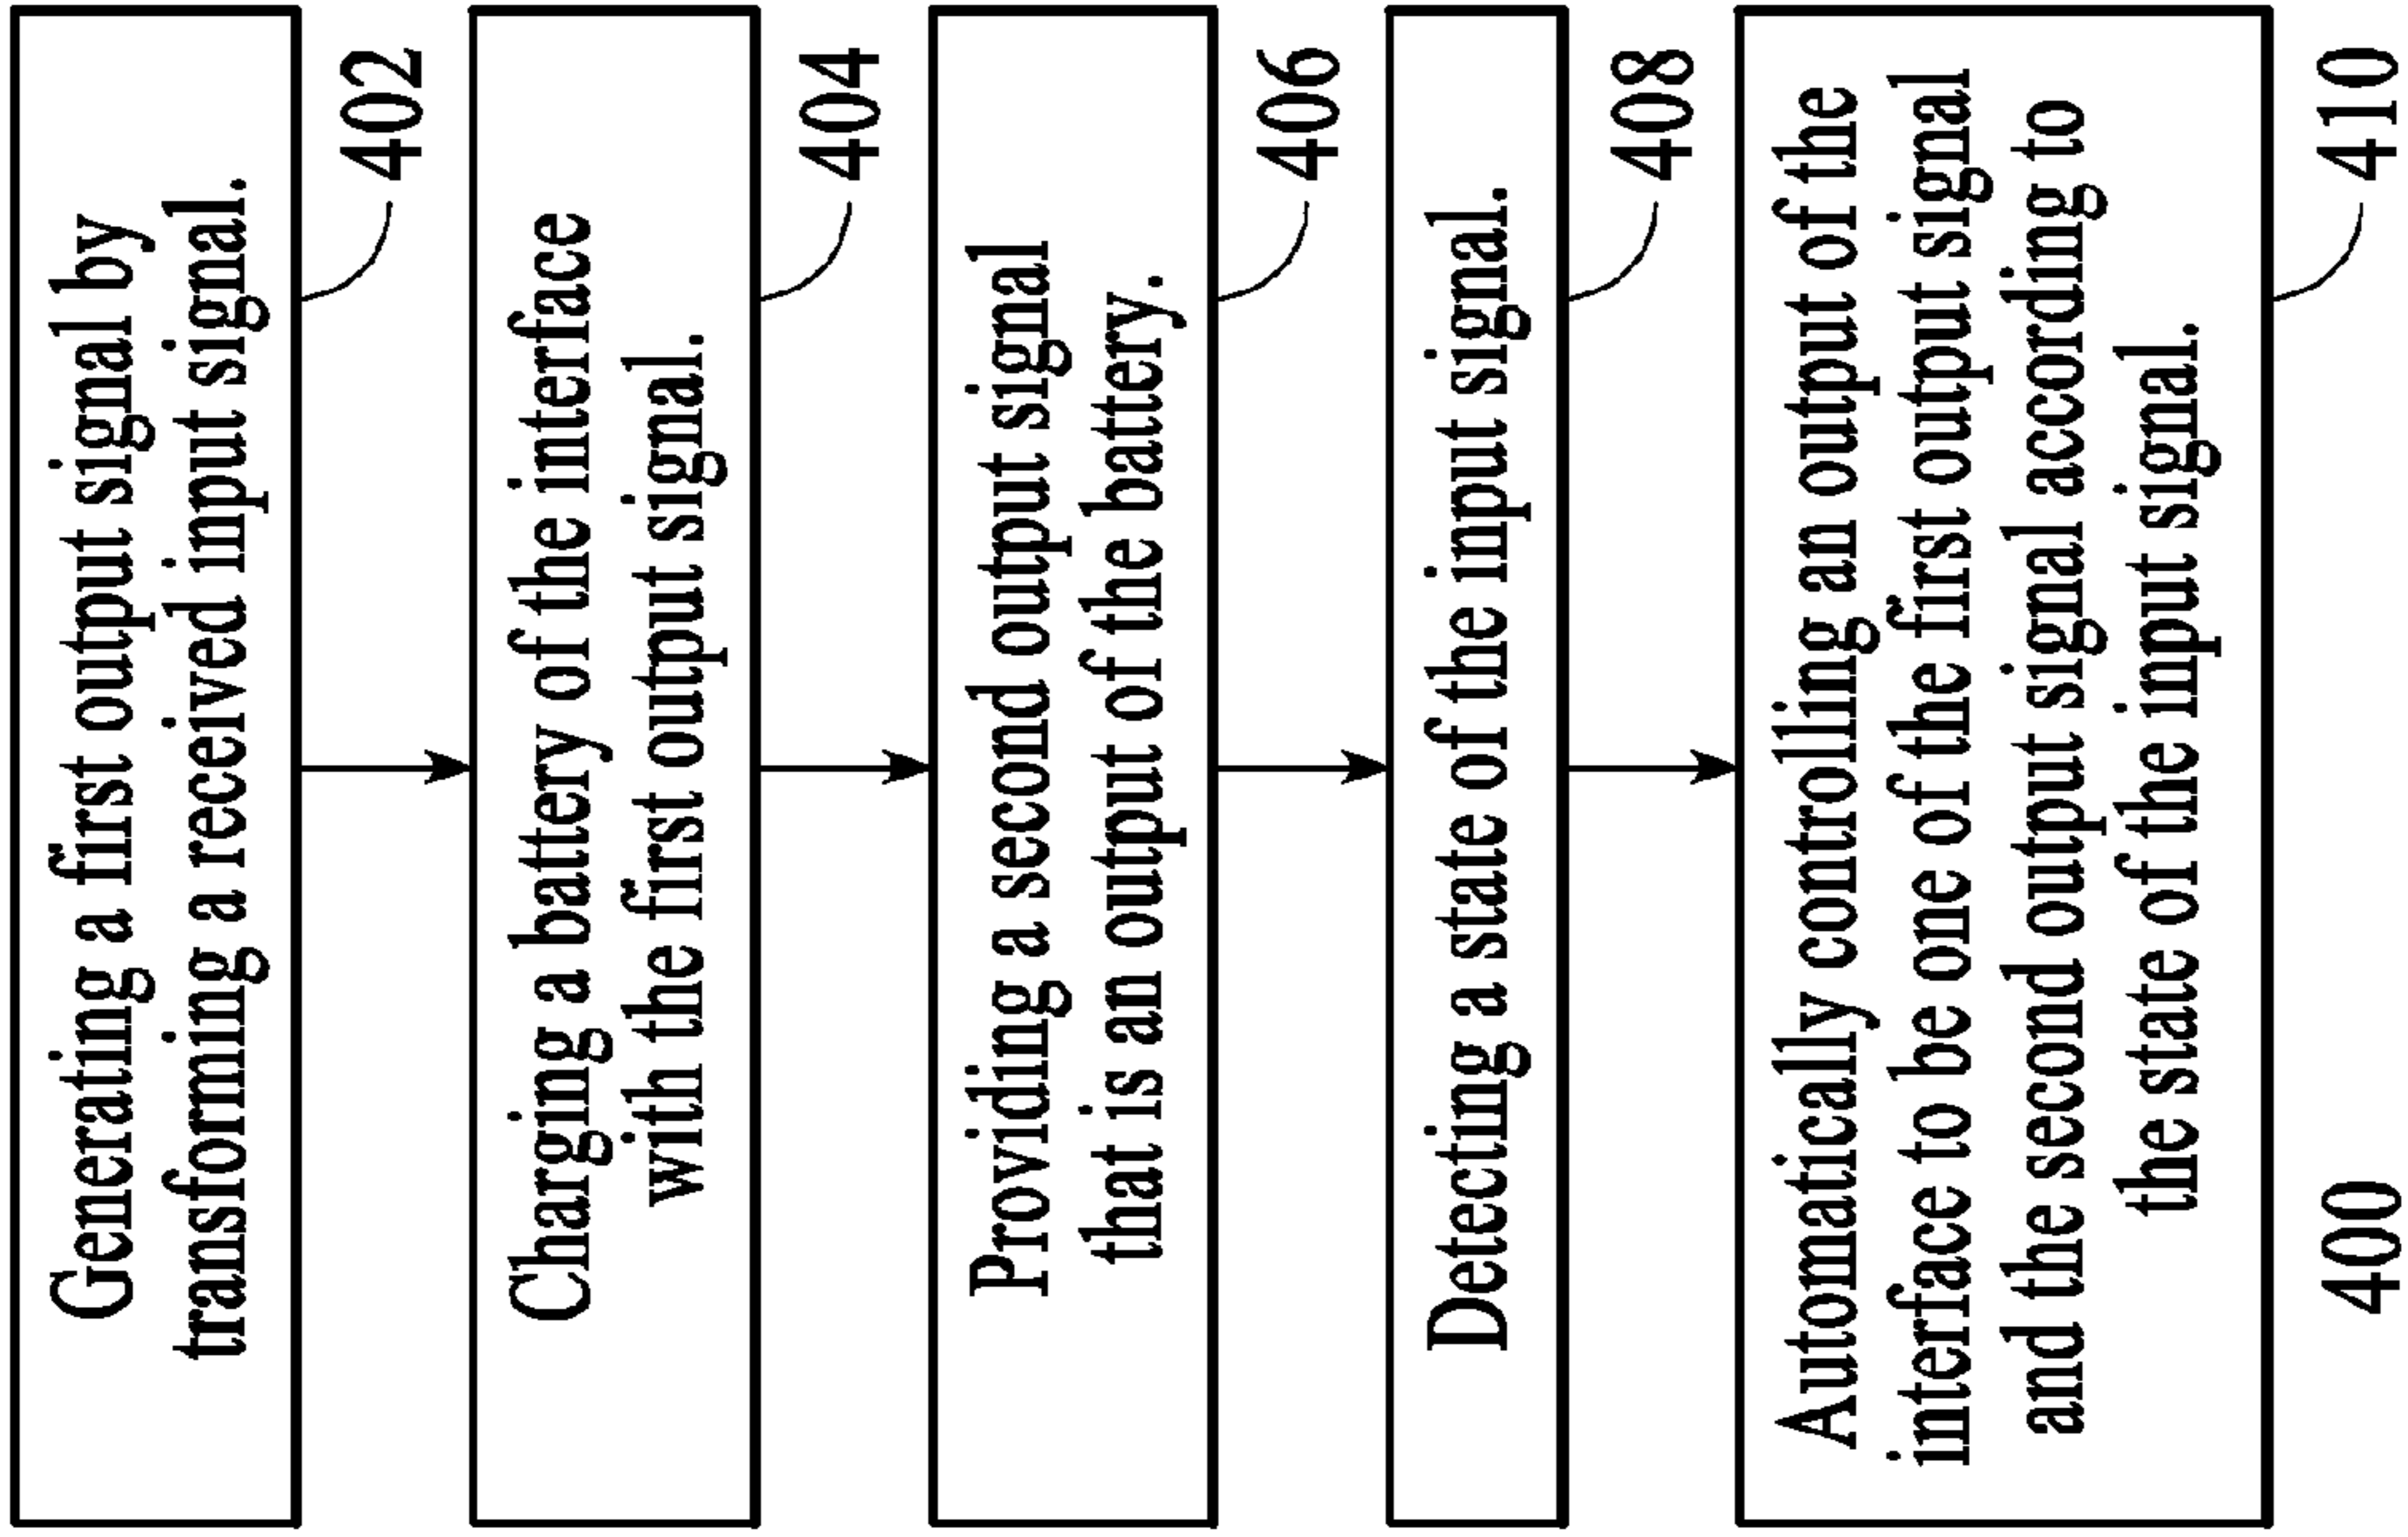 Generating a first output signal by
transforming a received input signal.
402
Charging a battery of the interface
with the first output signal.
404
Providing a second output signal
that is an output of the battery.
406
Detecting a state of the input signal.
408
Automatically controlling an output of the
interface to be one of the first output signal
and the second output signal according to
the state of the input signal.
410
400